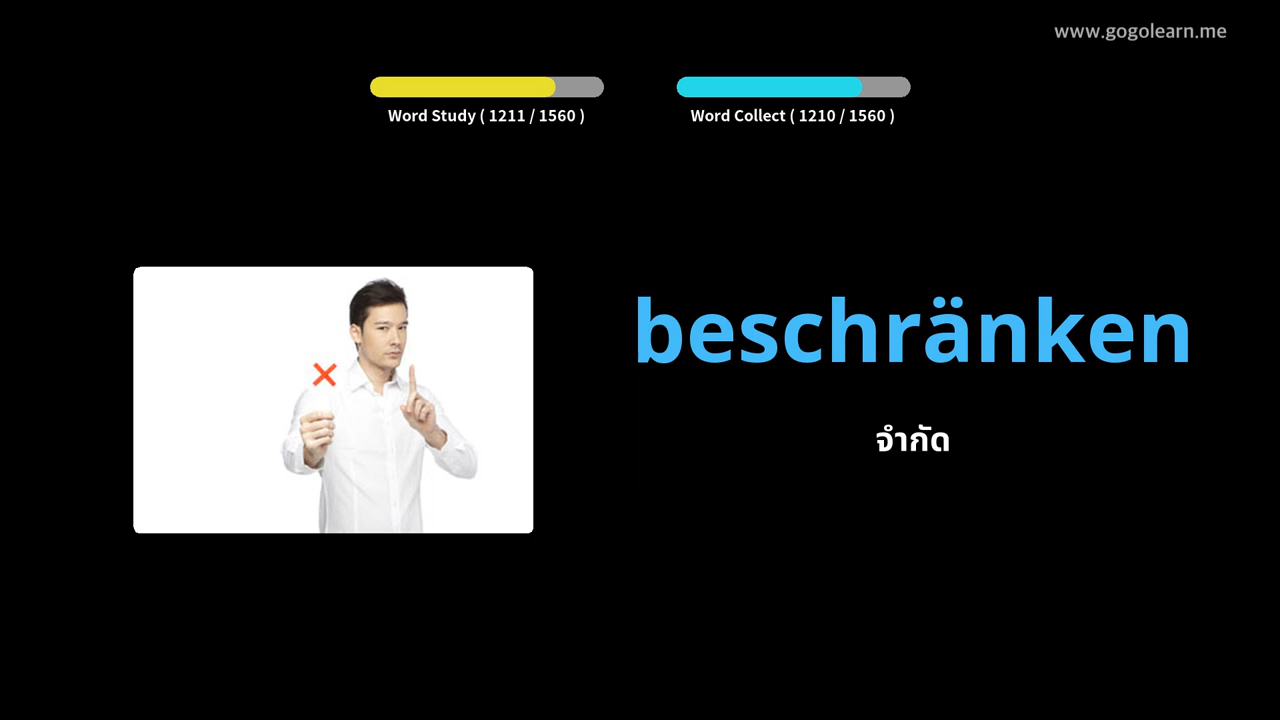 www.gogolearn.me
Word Study ( 1211 / 1560 )
Word Collect ( 1210 / 1560 )
beschränken
จำกัด